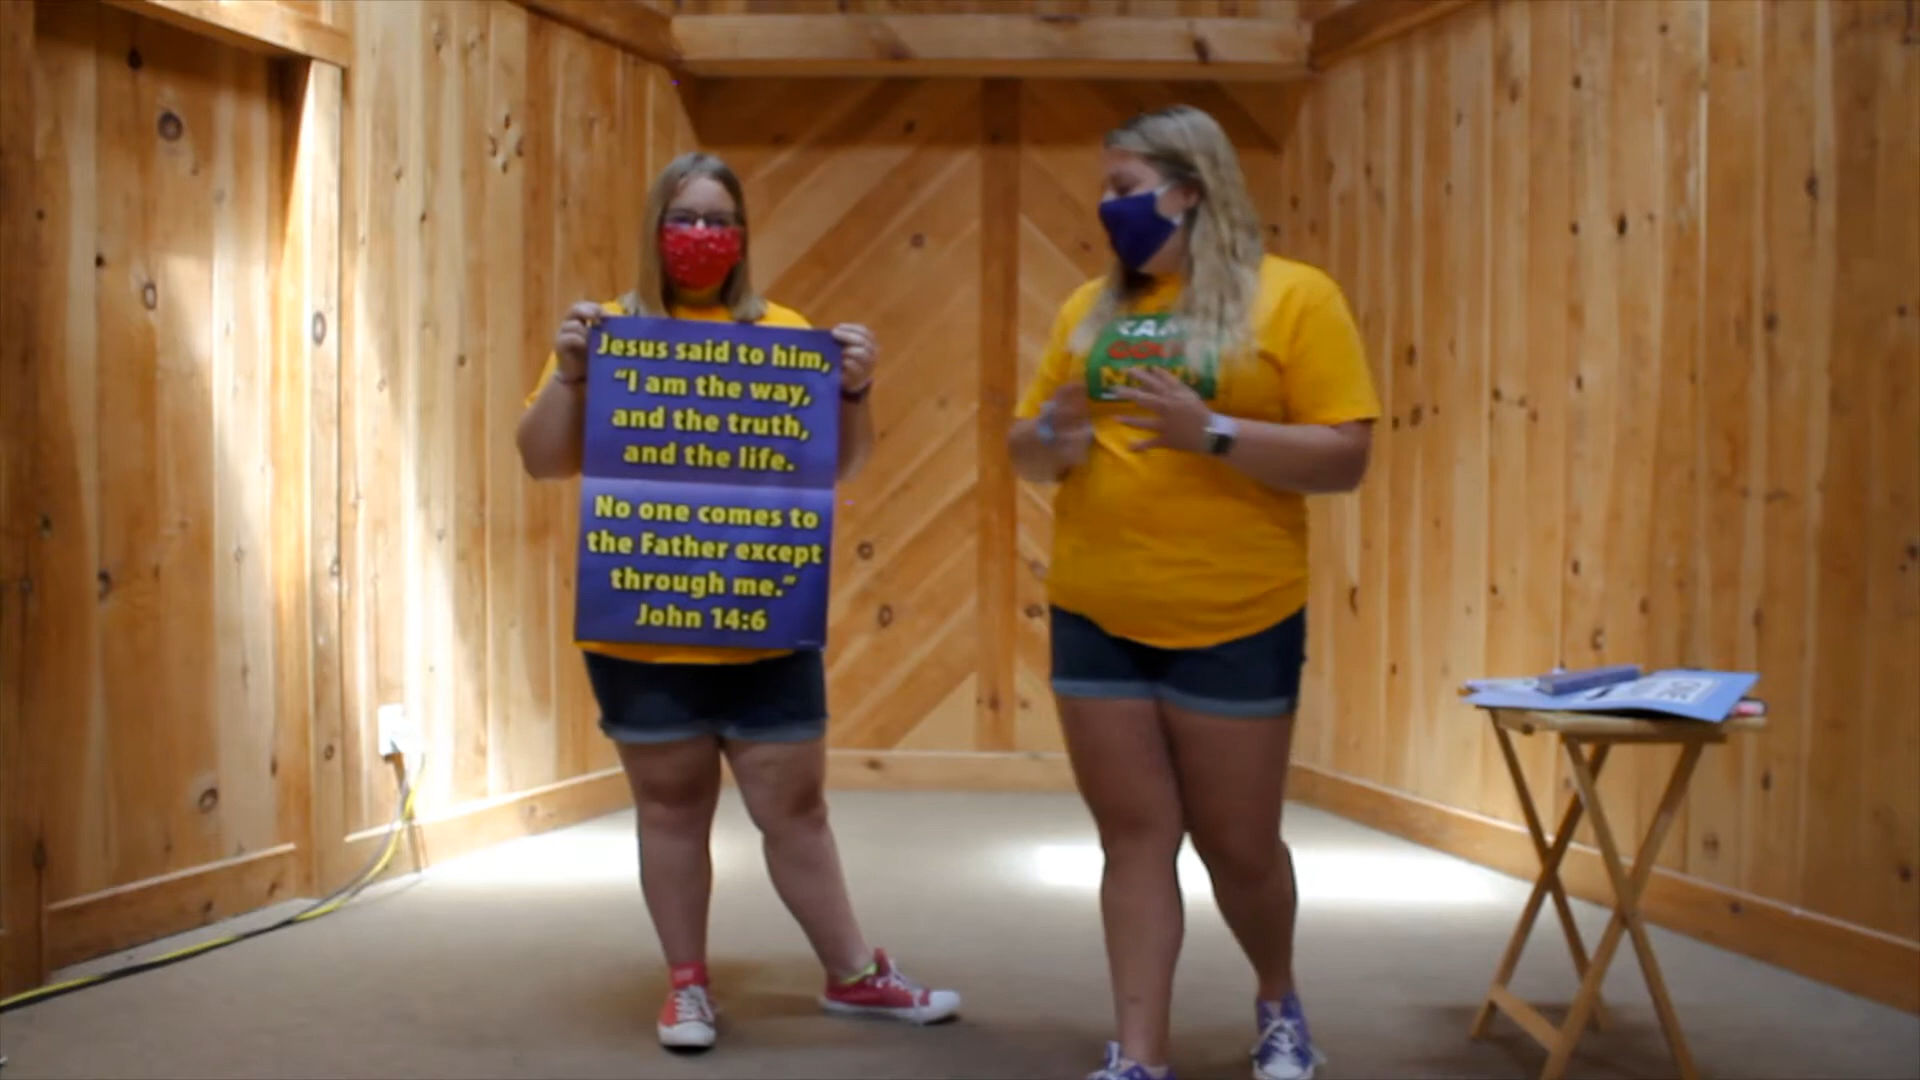 Jesus said to him,
“I am the way,
and the truth,
and the life.
No one comes to
the Father except
through me.”
John 14:6